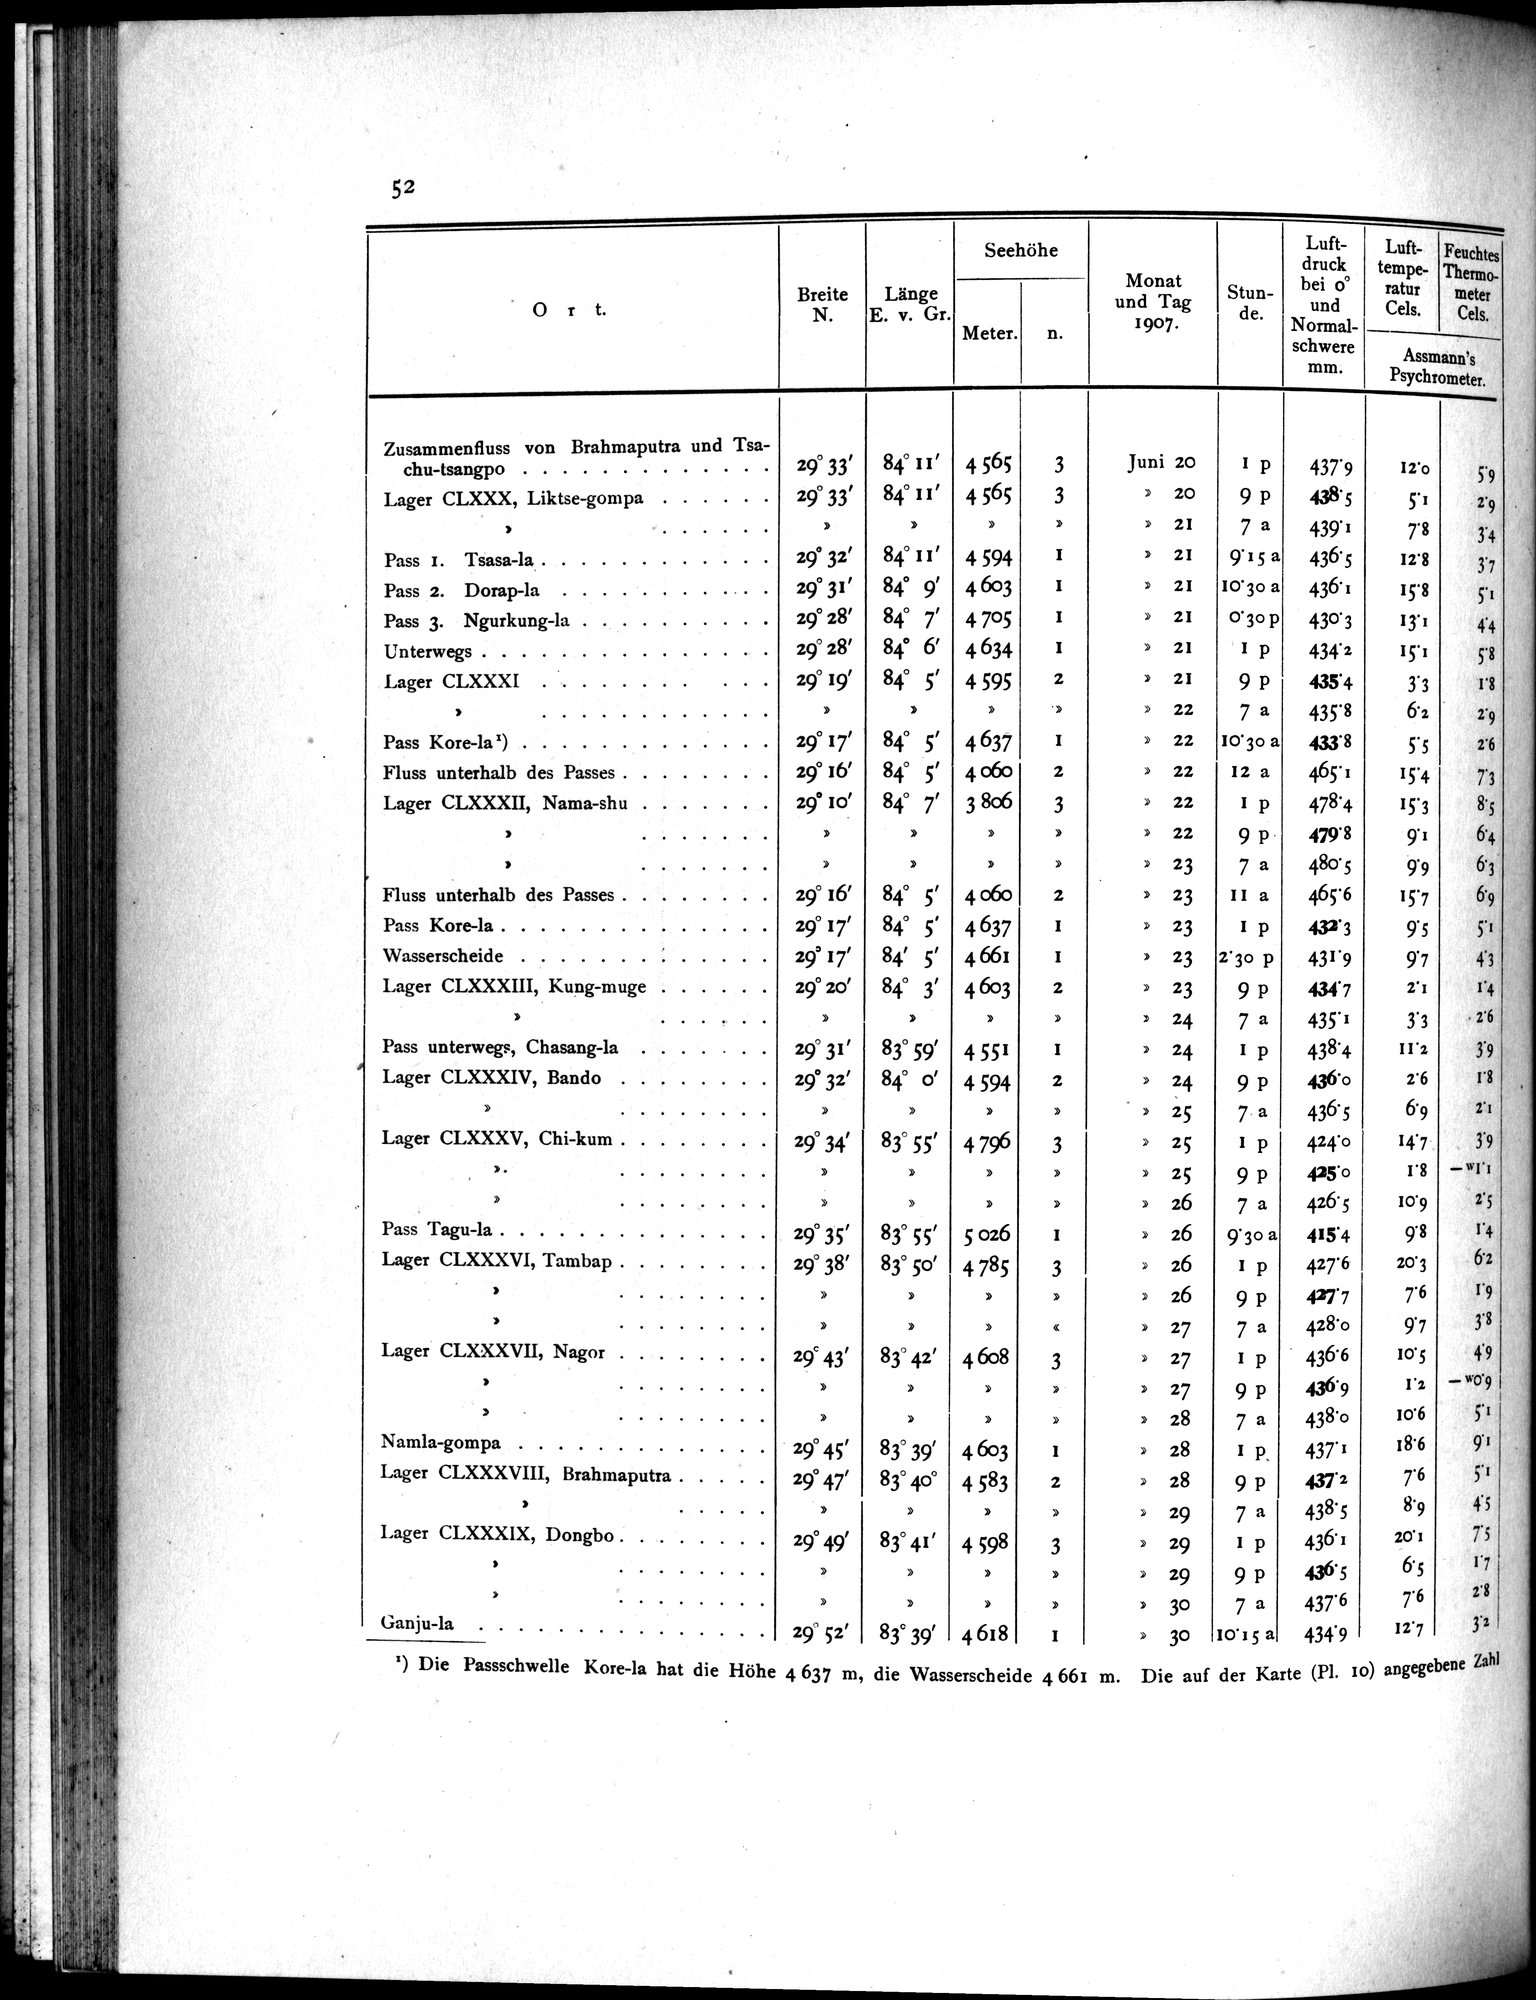 52
Ort. Breite N. Länge E. v. Gr. Seehöhe Meter. n. Monat und Tag 1907. Stun-de. Luft-druck bei 0° und Normal-schwere mm. Luft-tempe-ratur Cels. Feuchtes Thermo-meter Cels. Assmann's Psychrometer.
Zusammenfluss von Brahmaputra und Tsa-
chu-tsangpo . . . . . . . . . . . . . 29° 33′ 84° 11′ 4 565 3 Juni 20 1 p 437·9 12·0 5·9
Lager CLXXX, Liktse-gompa . . . . . . 29° 33′ 84° 11′ 4 565 3 » 20 9 p 438·5 5·1 2·9
» . . . . . . » » » » » 21 7 a 439·1 7·8 3·4
Pass 1. Tsasa-la . . . . . . . . . . . . 29° 32′ 84° 11′ 4 594 1 » 21 9·15 a 436·5 12·8 3·7
Pass 2. Dorap-la . . . . . . . . . . . 29° 31′ 84° 9′ 4 603 1 » 21 10·30 a 436·1 15·8 5·1
Pass 3. Ngurkung-la . . . . . . . . . . 29° 28′ 84° 7′ 4 705 1 » 21 0·30 p 430·3 13·1 4·4
Unterwegs . . . . . . . . . . . . . . . 29° 28′ 84° 6′ 4 634 1 » 21 1 p 434·2 15·1 5·8
Lager CLXXXI . . . . . . . . . . 29° 19′ 84° 5′ 4 595 2 » 21 9 p 435·4 3·3 1·8
» . . . . . . . . . . . . » » » » » 22 7 a 435·8 6·2 2·9
Pass Kore-la¹) . . . . . . . . . . . . . 29° 17′ 84° 5′ 4 637 1 » 22 10·30 a 433·8 5·5 2·6
Fluss unterhalb des Passes . . . . . . . . 29° 16′ 84° 5′ 4 060 2 » 22 12 a 465·1 15·4 7·3
Lager CLXXXII, Nama-shu . . . . . . . 29° 10′ 84° 7′ 3 806 3 » 22 1 p 478·4 15·3 8·5
» . . . . . . . » » » » » 22 9 p 479·8 9·1 6·4
» . . . . . . . » » » » » 23 7 a 480·5 9·9 6·3
Fluss unterhalb des Passes . . . . . . . . 29° 16′ 84° 5′ 4 060 2 » 23 11 a 465·6 15·7 6·9
Pass Kore-la . . . . . . . . . . . . . . 29° 17′ 84° 5′ 4 637 1 » 23 1 p 432·3 9·5 5·1
Wasserscheide . . . . . . . . . . . . . 29° 17′ 84′ 5′ 4 661 1 » 23 2·30 p 431·9 9·7 4·3
Lager CLXXXIII, Kung-muge . . . . . . 29° 20′ 84° 3′ 4 603 2 » 23 9 p 434·7 2·1 1·4
» . . . . . . » » » » » 24 7 a 435·1 3·3 2·6
Pass unterwegs, Chasang-la . . . . . . . 29° 31′ 83° 59′ 4 551 1 » 24 1 p 438·4 11·2 3·9
Lager CLXXXIV, Bando . . . . . . . . 29° 32′ 84° 0′ 4 594 2 » 24 9 p 436·0 2·6 1·8
» . . . . . . . . » » » » » 25 7 a 436·5 6·9 2·1
Lager CLXXXV, Chi-kum . . . . . . . . 29° 34′ 83° 55′ 4 796 3 » 25 1 p 424·0 14·7 3·9
» . . . . . . . . » » » » » 25 9 p 425·0 1·8 — w1·1
» . . . . . . . . » » » » » 26 7 a 426·5 10·9 2·5
Pass Tagu-la . . . . . . . . . . . . . . 29° 35′ 83° 55′ 5 026 1 » 26 9·30 a 415·4 9·8 1·4
Lager CLXXXVI, Tambap . . . . . . . . 29° 38′ 83° 50′ 4 785 3 » 26 1 p 427·6 20·3 6·2
» . . . . . . . . » » » » » 26 9 p 427·7 7·6 1·9
» . . . . . . . . » » » « » 27 7 a 428·0 9·7 3·8
Lager CLXXXVII, Nagor . . . . . . . . 29° 43′ 83° 42′ 4 608 3 » 27 1 p 436·6 10·5 4·9
» . . . . . . . . » » » » » 27 9 p 436·9 1·2 — w0·9
» . . . . . . . . » » » » » 28 7 a 438·0 10·6 5·1
Namla-gompa . . . . . . . . . . . . . 29° 45′ 83° 39′ 4 603 1 » 28 1 p 437·1 18·6 9·1
Lager CLXXXVIII, Brahmaputra . . . . . 29° 47′ 83° 40° 4 583 2 » 28 9 p 437·2 7·6 5·1
» . . . . . » » » » » 29 7 a 438·5 8·9 4·5
Lager CLXXXIX, Dongbo . . . . . . . . 29° 49′ 83° 41′ 4 598 3 » 29 1 p 436·1 20·1 7·5
» . . . . . . . . » » » » » 29 9 p 436·5 6·5 1·7
» . . . . . . . . » » » » » 30 7 a 437·6 7·6 2·8
Ganju-la . . . . . . . . . . . . . . . 29° 52′ 83° 39′ 4 618 1 » 30 10·15 a 434·9 12·7 3·2
¹) Die Passschwelle Kore-la hat die Höhe 4 637 m, die Wasserscheide 4 661 m. Die auf der Karte (Pl. 10) angegebene Zahl